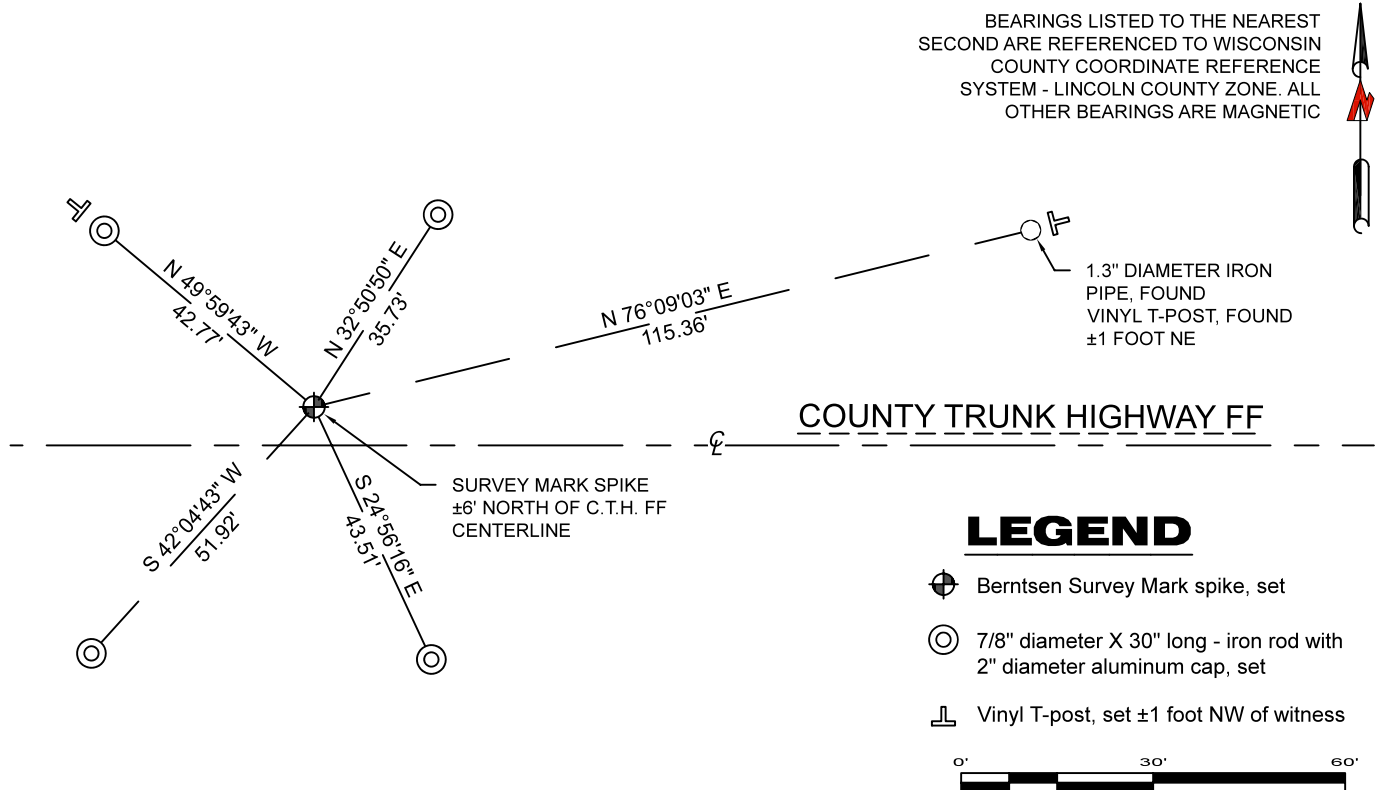 BEARINGS LISTED TO THE NEAREST
SECOND ARE REFERENCED TO WISCONSIN
COUNTY COORDINATE REFERENCE
SYSTEM - LINCOLN COUNTY ZONE. ALL
OTHER BEARINGS ARE MAGNETIC
N
N 49°59'43" W
42.77'
N 32°50'50" E
35.73'
N 76°09'03" E
115.36'
1.3" DIAMETER IRON
PIPE, FOUND
VINYL T-POST, FOUND
±1 FOOT NE
COUNTY TRUNK HIGHWAY FF
℄
S 42°04'43" W
51.92'
S 24°56'16" E
43.51'
SURVEY MARK SPIKE
±6' NORTH OF C.T.H. FF
CENTERLINE
LEGEND
Berntsen Survey Mark spike, set
7/8" diameter X 30" long - iron rod with
2" diameter aluminum cap, set
Vinyl T-post, set ±1 foot NW of witness
0' 30' 60'